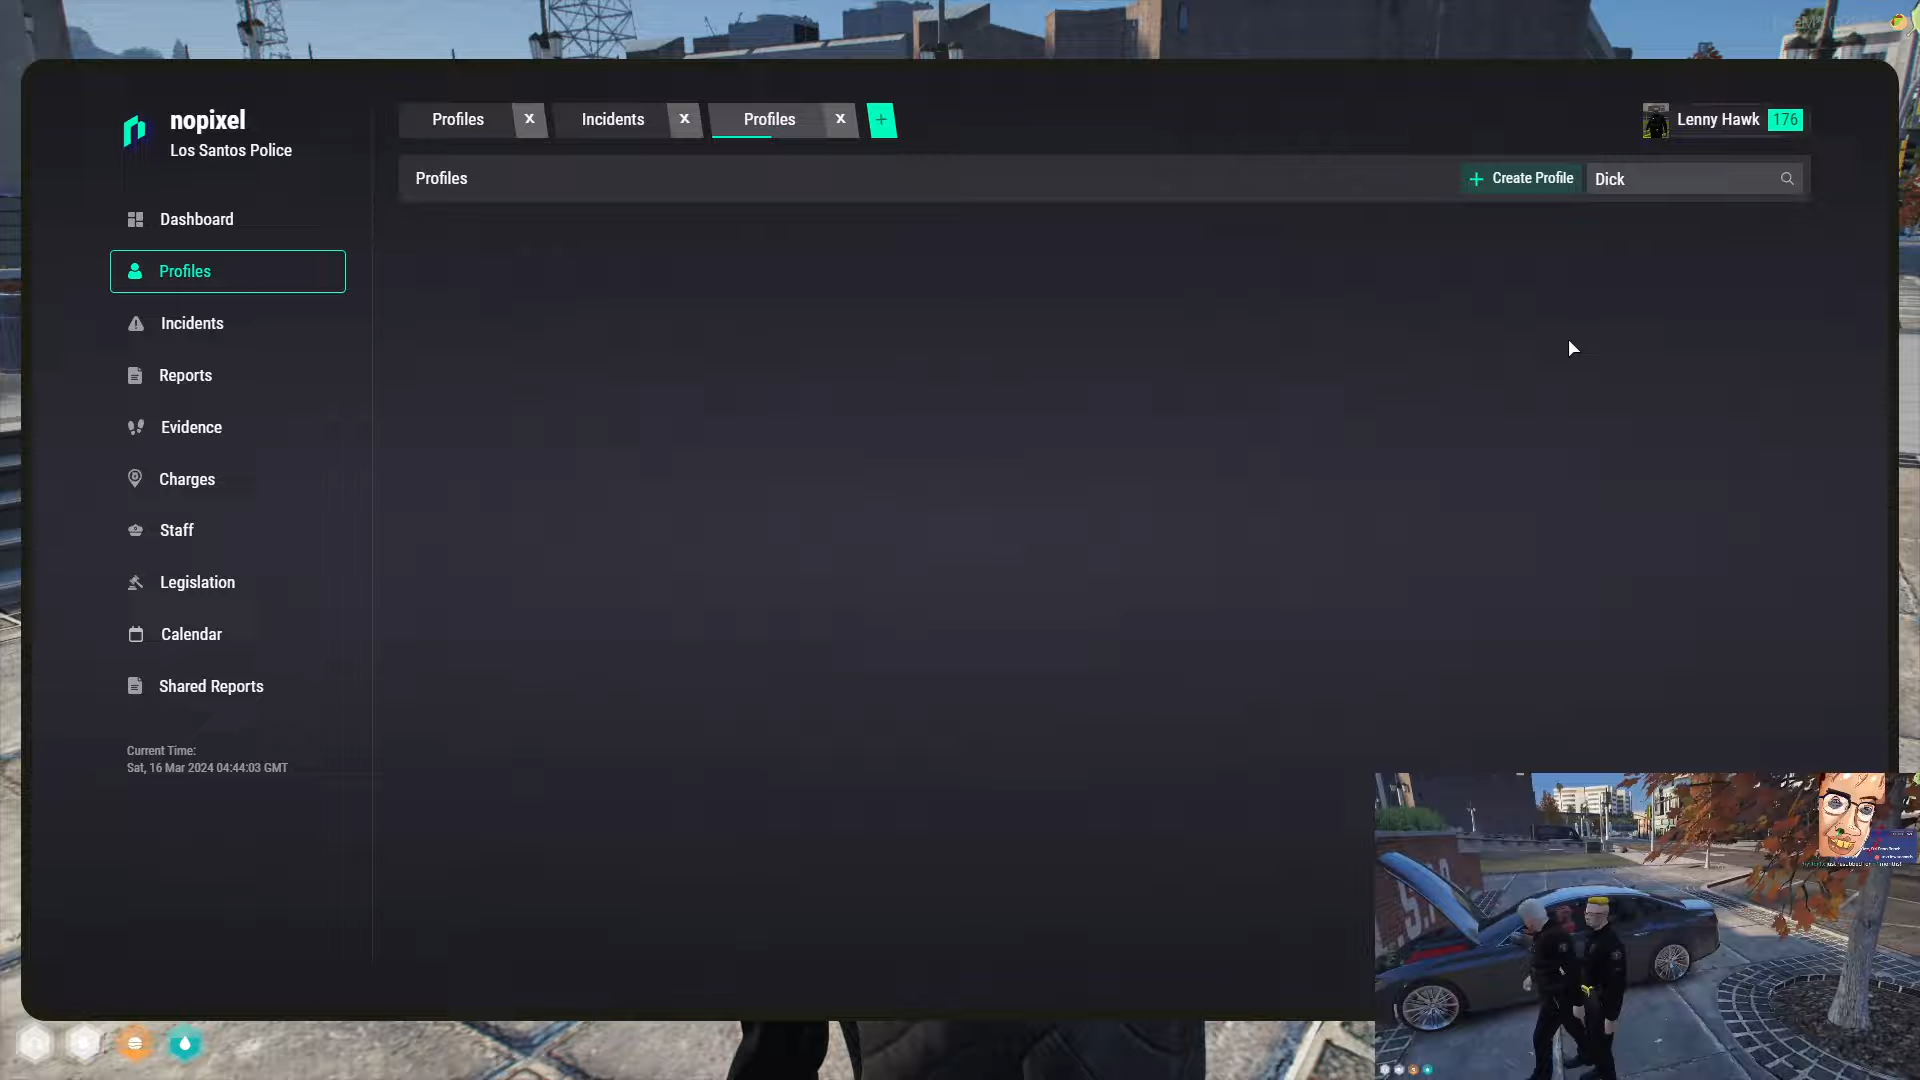 nopixel
Los Santos Police
Profiles x Incidents x Profiles x +
Lenny Hawk 176
Profiles
Create Profile
Dick
Dashboard
Profiles
Incidents
Reports
Evidence
Charges
Staff
Legislation
Calendar
Shared Reports
Current Time:
Sat, 16 Mar 2024 04:44:03 GMT